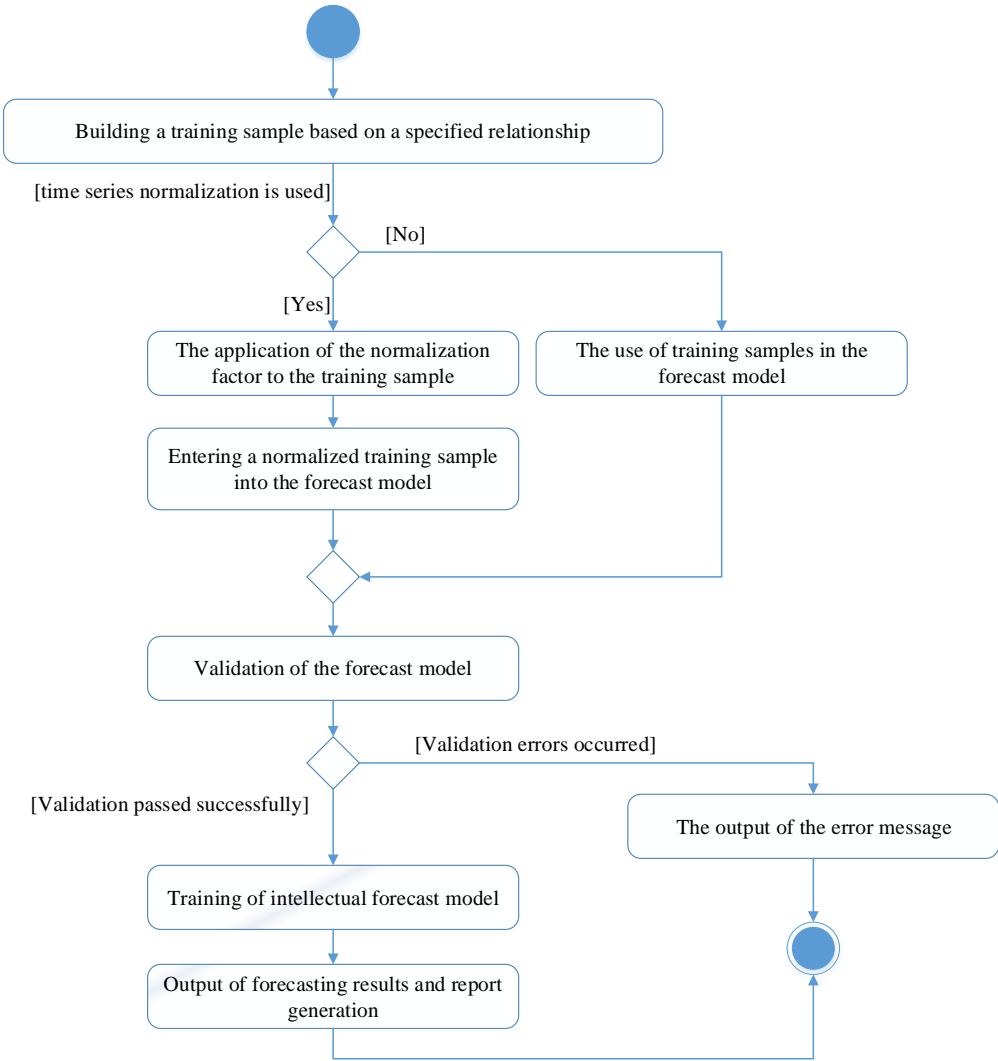 Building a training sample based on a specified relationship
[time series normalization is used]
[No]
[Yes]
The application of the normalization
factor to the training sample
The use of training samples in the
forecast model
Entering a normalized training sample
into the forecast model
Validation of the forecast model
[Validation errors occurred]
[Validation passed successfully]
The output of the error message
Training of intellectual forecast model
Output of forecasting results and report
generation